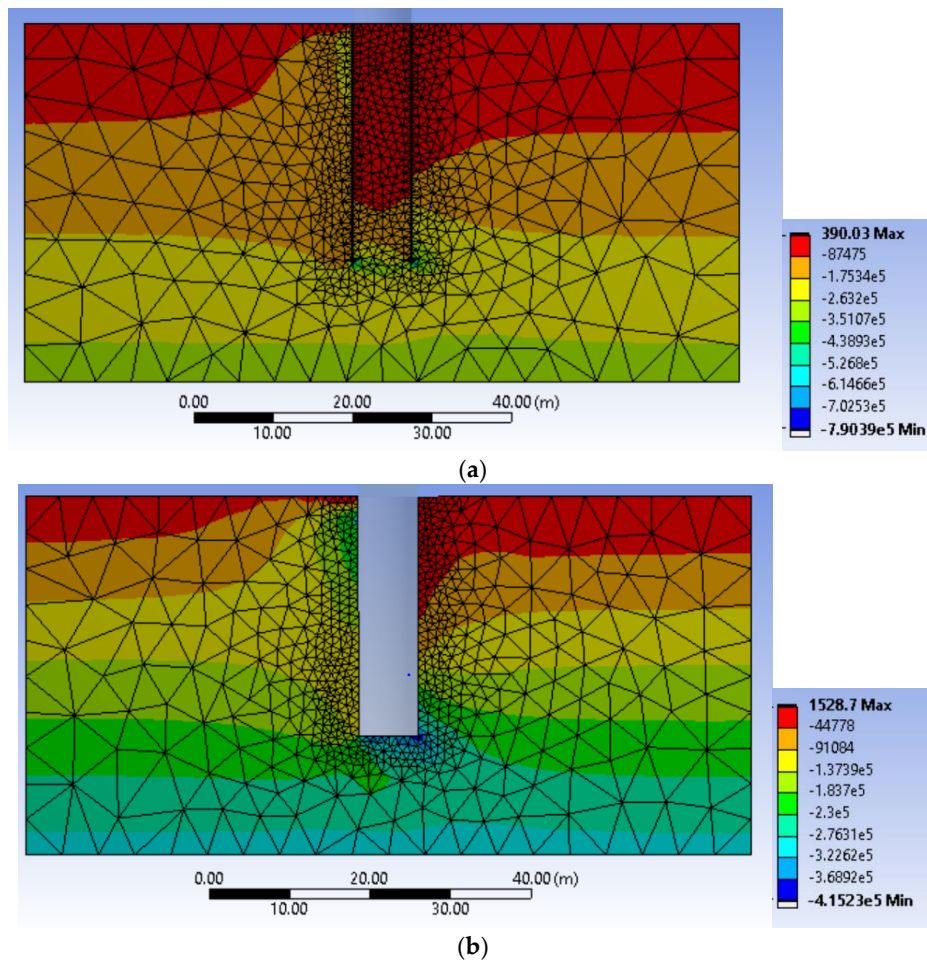 390.03 Max
-87475
-1.7534e5
-2.632e5
-3.5107e5
-4.3893e5
-5.268e5
-6.1466e5
-7.0253e5
-7.9039e5 Min
0.00 20.00 40.00 (m)
10.00 30.00
(a)
1528.7 Max
-44778
-91084
-1.3739e5
-1.837e5
-2.3e5
-2.7631e5
-3.2262e5
-3.6892e5
-4.1523e5 Min
0.00 20.00 40.00 (m)
10.00 30.00
(b)